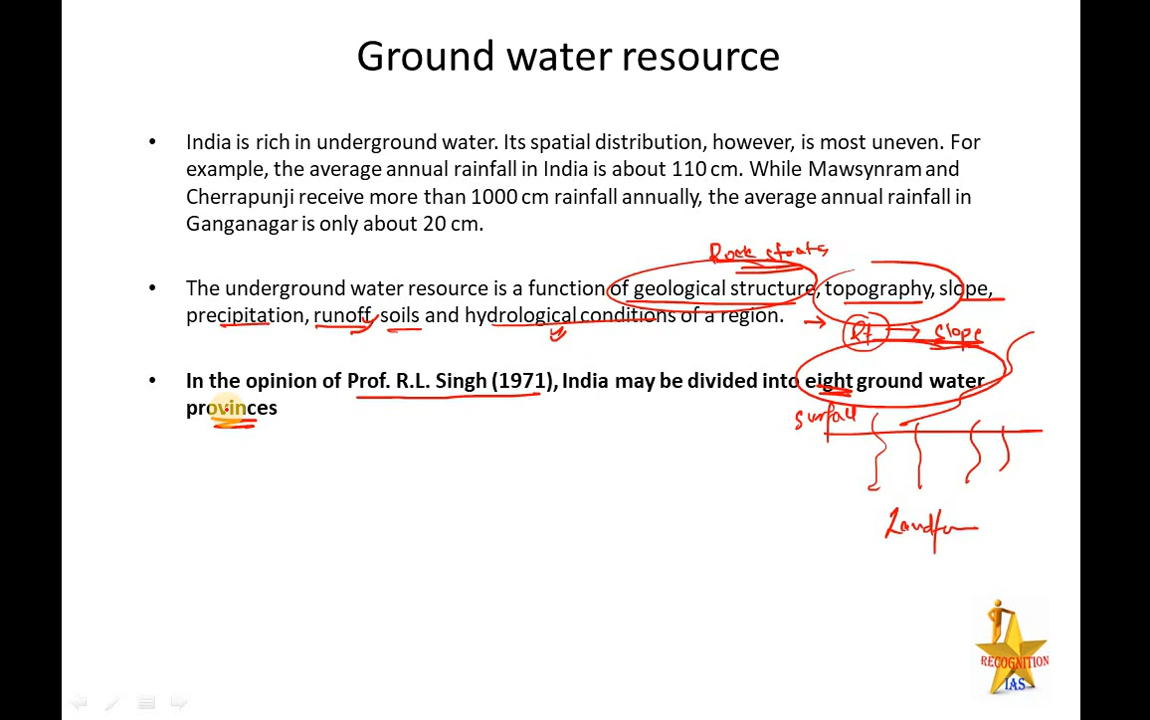 Ground water resource
• India is rich in underground water. Its spatial distribution, however, is most uneven. For
example, the average annual rainfall in India is about 110 cm. While Mawsynram and
Cherrapunji receive more than 1000 cm rainfall annually, the average annual rainfall in
Ganganagar is only about 20 cm.
Rock
• The underground water resource is a function of geological structure, topography, slope,
precipitation, runoff, soils and hydrological conditions of a region.
slope
• In the opinion of Prof. R.L. Singh (1971), India may be divided into eight ground water
provinces
RECOGNITION
IAS